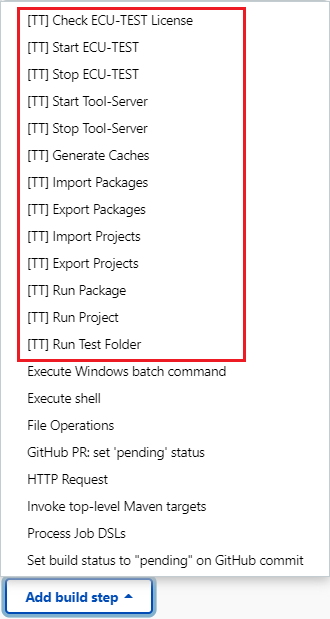 [TT] Check ECU-TEST License
[TT] Start ECU-TEST
[TT] Stop ECU-TEST
[TT] Start Tool-Server
[TT] Stop Tool-Server
[TT] Generate Caches
[TT] Import Packages
[TT] Export Packages
[TT] Import Projects
[TT] Export Projects
[TT] Run Package
[TT] Run Project
[TT] Run Test Folder
Execute Windows batch command
Execute shell
File Operations
GitHub PR: set 'pending' status
HTTP Request
Invoke top-level Maven targets
Process Job DSLs
Set build status to "pending" on GitHub commit
Add build step